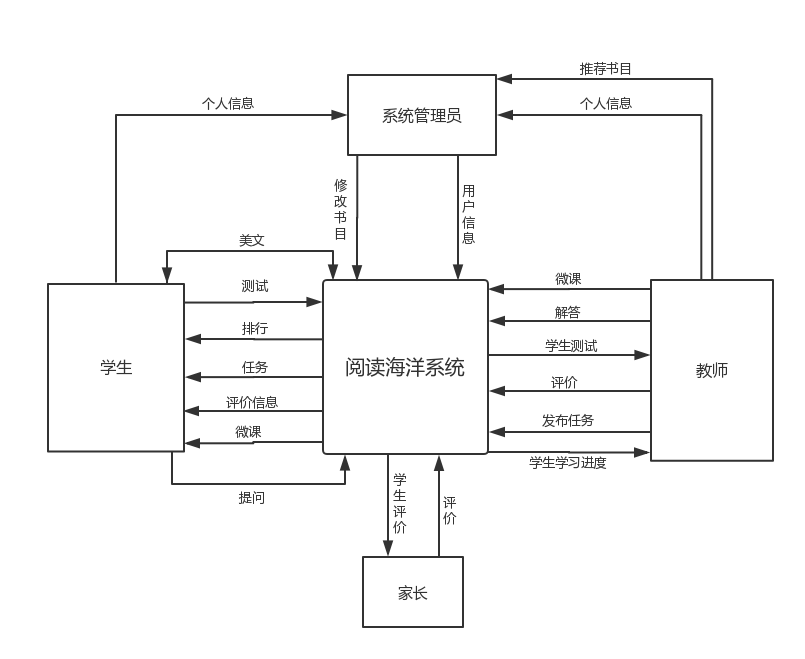 推荐书目
个人信息
个人信息
系统管理员
修改书目
用户信息
美文
测试
微课
解答
排行
学生测试
学生
任务
阅读海洋系统
教师
评价
评价信息
发布任务
微课
学生学习进度
提问
学生评价
评价
家长